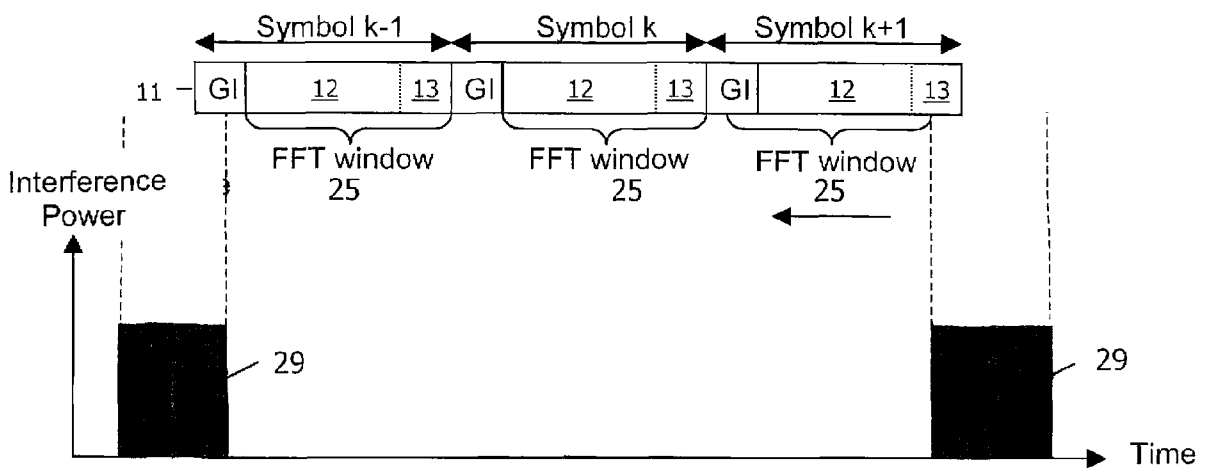 Symbol k-1 Symbol k Symbol k+1
11 GI 12 13 GI 12 13 GI 12 13
FFT window FFT window FFT window
25 25 25
Interference
Power
29 29
Time